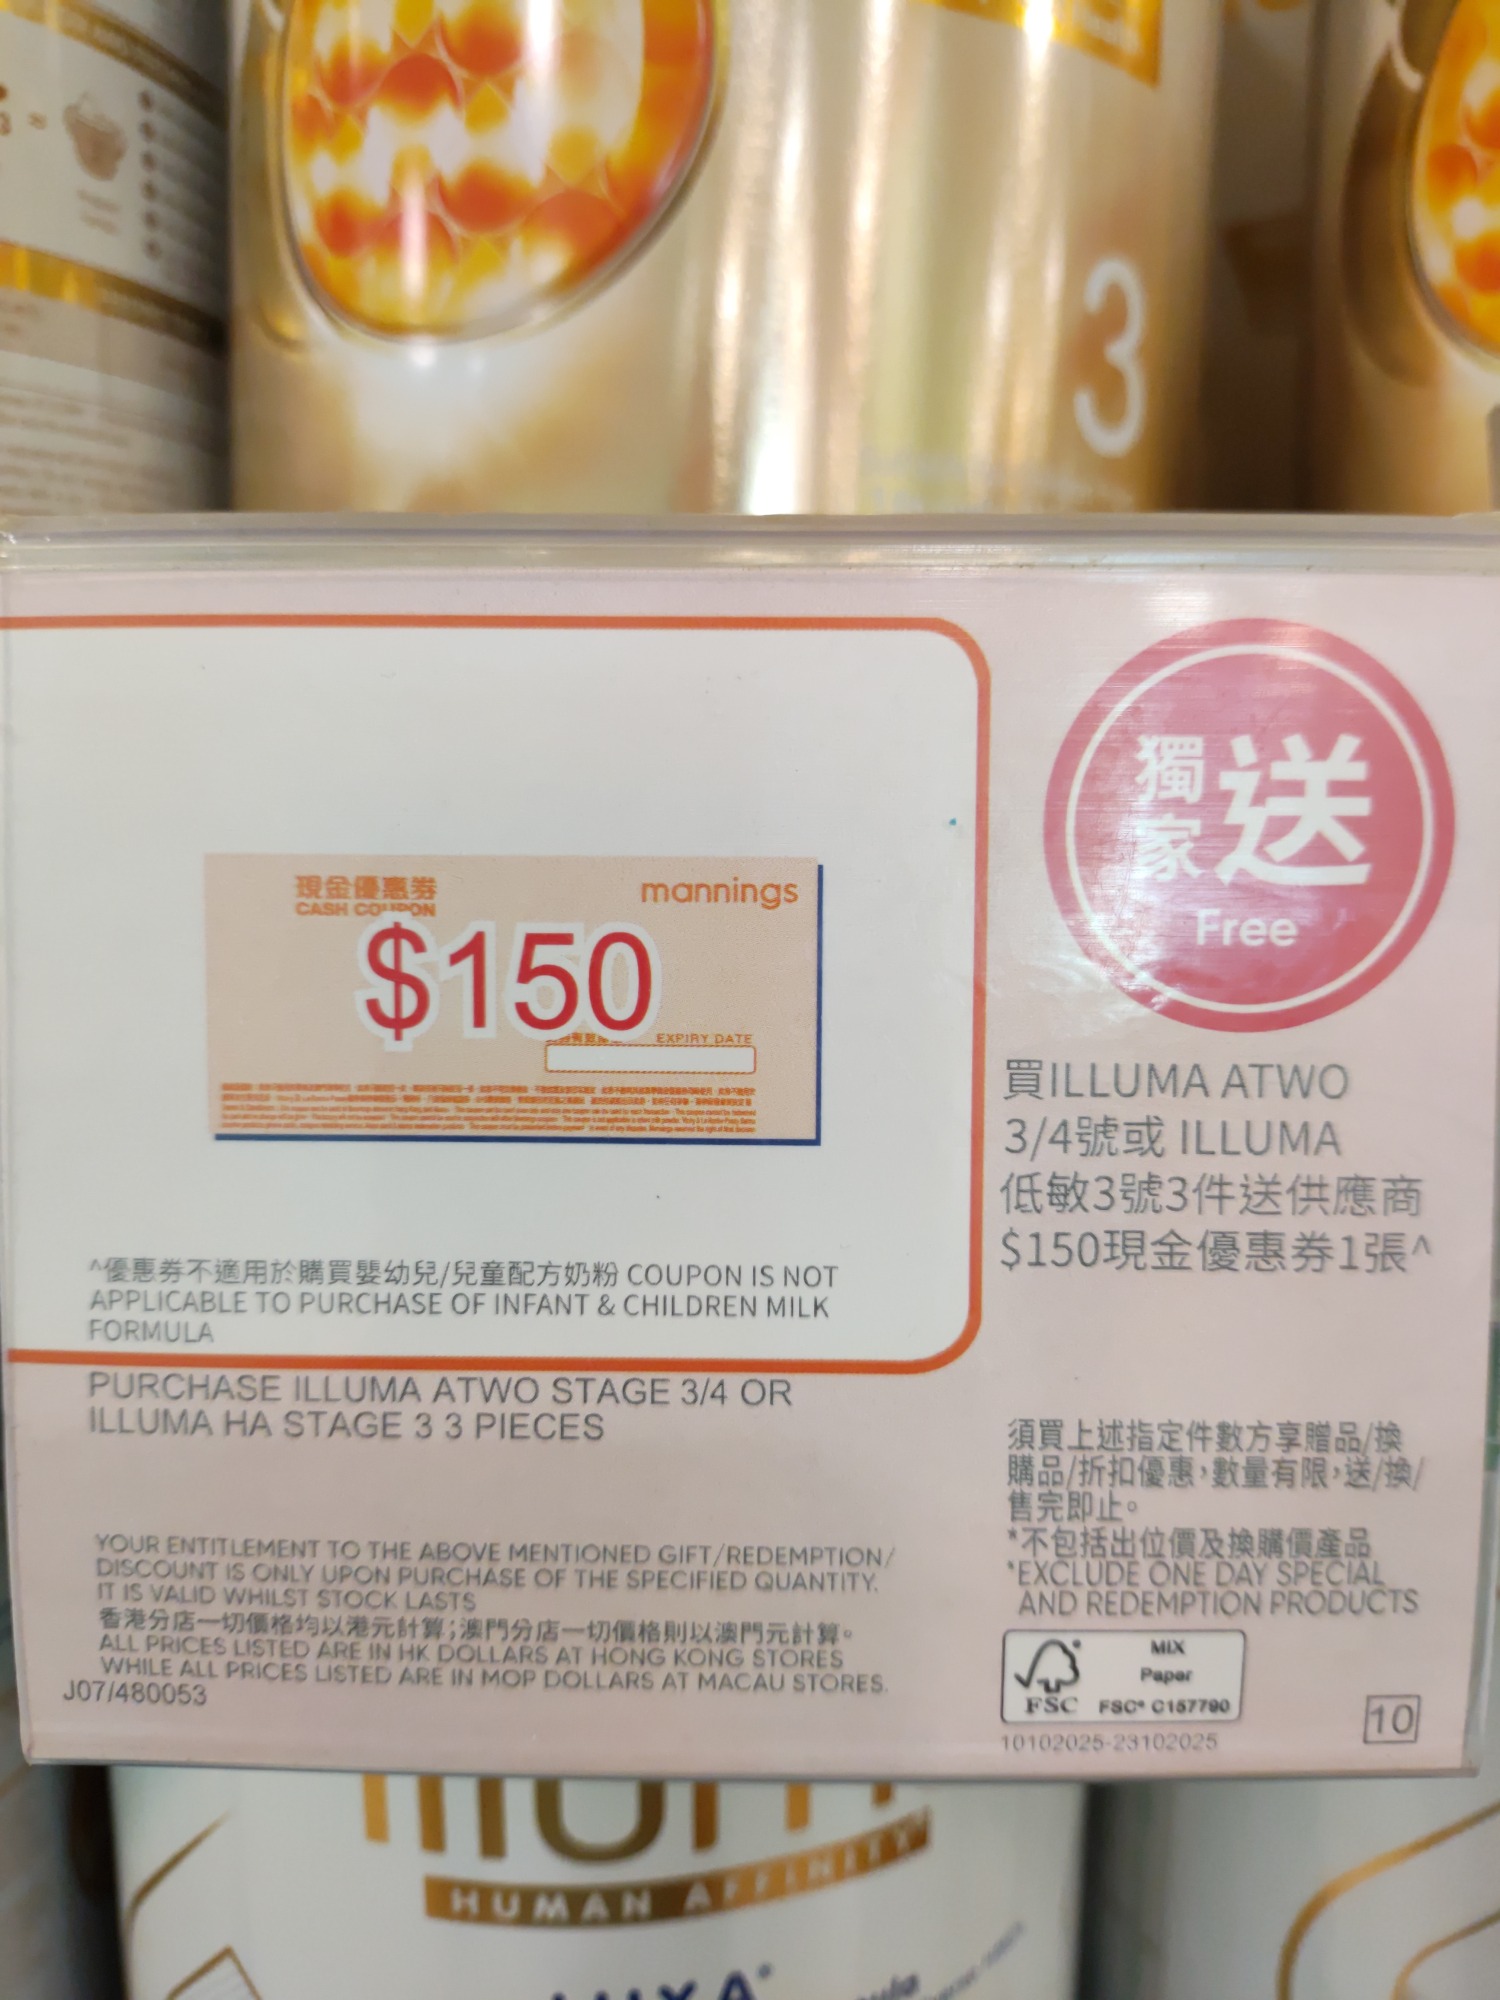 3
獨家送
Free
現金優惠券
mannings
CASH COUPON
$150
EXPIRY DATE
買ILLUMA ATWO
3/4號或 ILLUMA
低敏3號3件送供應商
$150現金優惠券1張^
^優惠券不適用於購買嬰幼兒/兒童配方奶粉 COUPON IS NOT
APPLICABLE TO PURCHASE OF INFANT & CHILDREN MILK
FORMULA
PURCHASE ILLUMA ATWO STAGE 3/4 OR
ILLUMA HA STAGE 3 3 PIECES
須買上述指定件數方享贈品/換
購品/折扣優惠,數量有限,送/換/
售完即止。
*不包括出位價及換購價產品
*EXCLUDE ONE DAY SPECIAL
AND REDEMPTION PRODUCTS
YOUR ENTITLEMENT TO THE ABOVE MENTIONED GIFT/REDEMPTION/
DISCOUNT IS ONLY UPON PURCHASE OF THE SPECIFIED QUANTITY.
IT IS VALID WHILST STOCK LASTS
香港分店一切價格均以港元計算;澳門分店一切價格則以澳門元計算。
ALL PRICES LISTED ARE IN HK DOLLARS AT HONG KONG STORES
WHILE ALL PRICES LISTED ARE IN MOP DOLLARS AT MACAU STORES.
J07/480053
MIX
Paper
FSC FSC® C157790
10102025-23102025
10
HUMAN AFFINITY